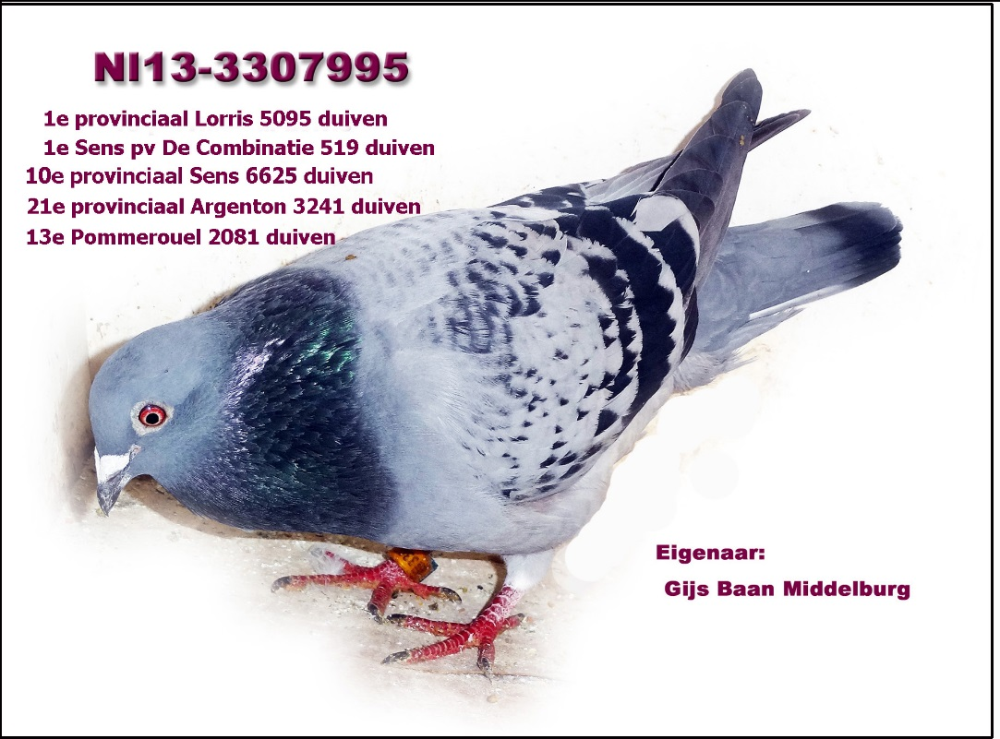 Nl13-3307995
1e provinciaal Lorris 5095 duiven
1e Sens pv De Combinatie 519 duiven
10e provinciaal Sens 6625 duiven
21e provinciaal Argenton 3241 duiven
13e Pommerouel 2081 duiven
Eigenaar:
Gijs Baan Middelburg